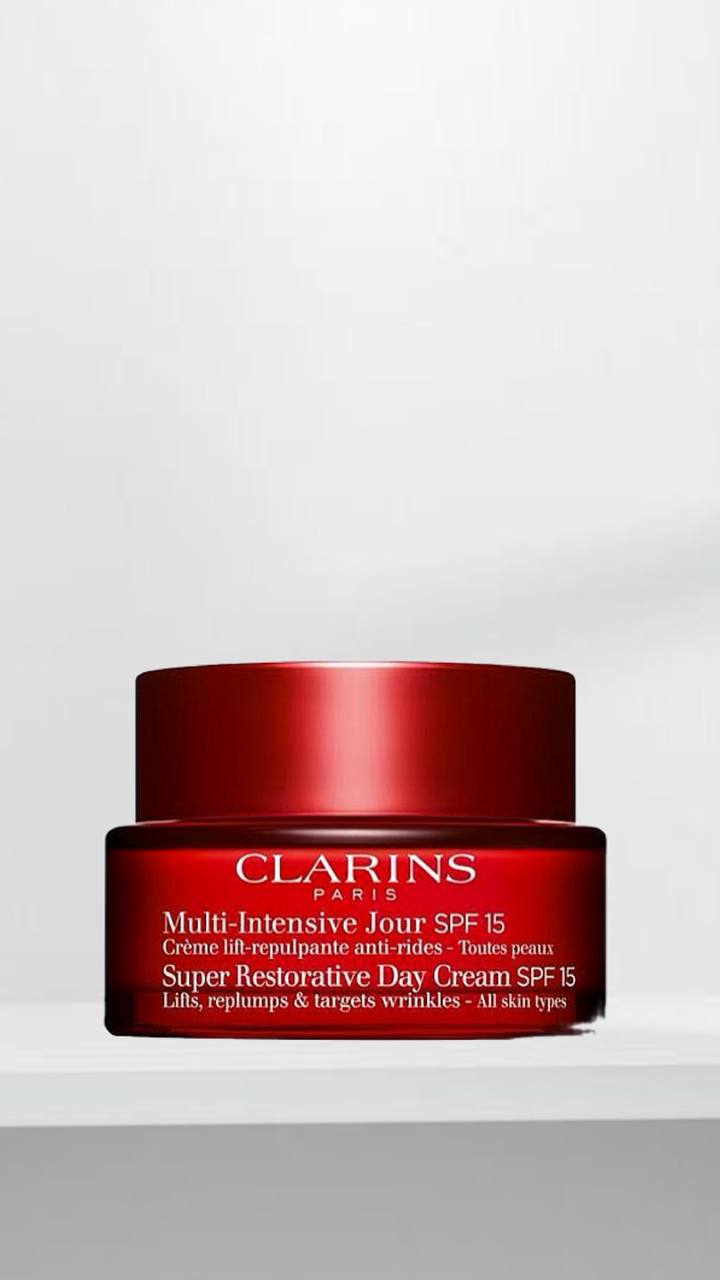 CLARINS
PARIS
Multi-Intensive Jour SPF 15
Crème lift-repulpante anti-rides - Toutes peaux
Super Restorative Day Cream SPF 15
Lifts, replumps & targets wrinkles - All skin types